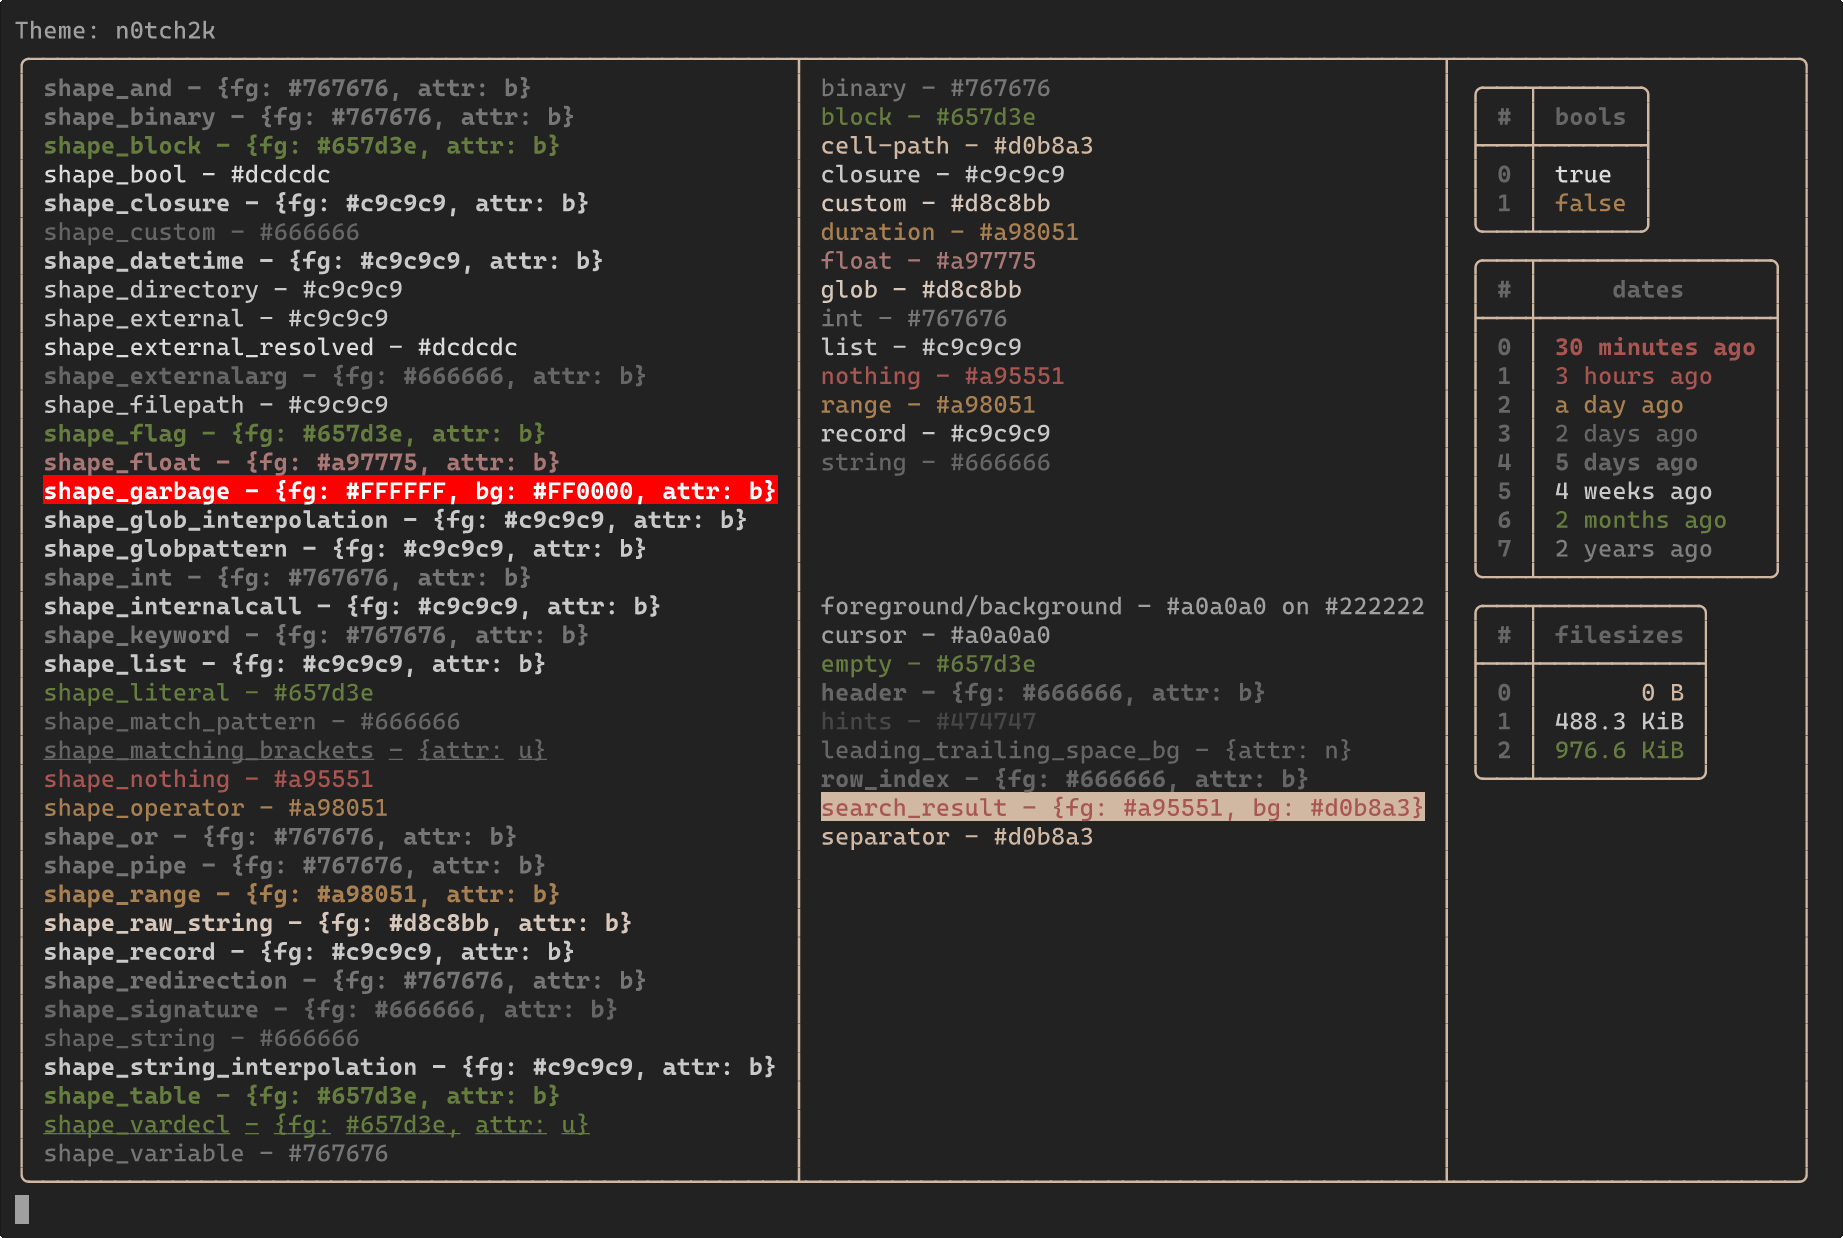 Theme: n0tch2k
shape_and - {fg: #767676, attr: b}
shape_binary - {fg: #767676, attr: b}
shape_block - {fg: #657d3e, attr: b}
shape_bool - #dcdcdc
shape_closure - {fg: #c9c9c9, attr: b}
shape_custom - #666666
shape_datetime - {fg: #c9c9c9, attr: b}
shape_directory - #c9c9c9
shape_external - #c9c9c9
shape_external_resolved - #dcdcdc
shape_externalarg - {fg: #666666, attr: b}
shape_filepath - #c9c9c9
shape_flag - {fg: #657d3e, attr: b}
shape_float - {fg: #a97775, attr: b}
shape_garbage - {fg: #FFFFFF, bg: #FF0000, attr: b}
shape_glob_interpolation - {fg: #c9c9c9, attr: b}
shape_globpattern - {fg: #c9c9c9, attr: b}
shape_int - {fg: #767676, attr: b}
shape_internalcall - {fg: #c9c9c9, attr: b}
shape_keyword - {fg: #767676, attr: b}
shape_list - {fg: #c9c9c9, attr: b}
shape_literal - #657d3e
shape_match_pattern - #666666
shape_matching_brackets - {attr: u}
shape_nothing - #a95551
shape_operator - #a98051
shape_or - {fg: #767676, attr: b}
shape_pipe - {fg: #767676, attr: b}
shape_range - {fg: #a98051, attr: b}
shape_raw_string - {fg: #d8c8bb, attr: b}
shape_record - {fg: #c9c9c9, attr: b}
shape_redirection - {fg: #767676, attr: b}
shape_signature - {fg: #666666, attr: b}
shape_string - #666666
shape_string_interpolation - {fg: #c9c9c9, attr: b}
shape_table - {fg: #657d3e, attr: b}
shape_vardecl - {fg: #657d3e, attr: u}
shape_variable - #767676
binary - #767676
block - #657d3e
cell-path - #d0b8a3
closure - #c9c9c9
custom - #d8c8bb
duration - #a98051
float - #a97775
glob - #d8c8bb
int - #767676
list - #c9c9c9
nothing - #a95551
range - #a98051
record - #c9c9c9
string - #666666
foreground/background - #a0a0a0 on #222222
cursor - #a0a0a0
empty - #657d3e
header - {fg: #666666, attr: b}
hints - #474747
leading_trailing_space_bg - {attr: n}
row_index - {fg: #666666, attr: b}
search_result - {fg: #a95551, bg: #d0b8a3}
separator - #d0b8a3
# bools
0 true
1 false
# dates
0 30 minutes ago
1 3 hours ago
2 a day ago
3 2 days ago
4 5 days ago
5 4 weeks ago
6 2 months ago
7 2 years ago
# filesizes
0 0 B
1 488.3 KiB
2 976.6 KiB